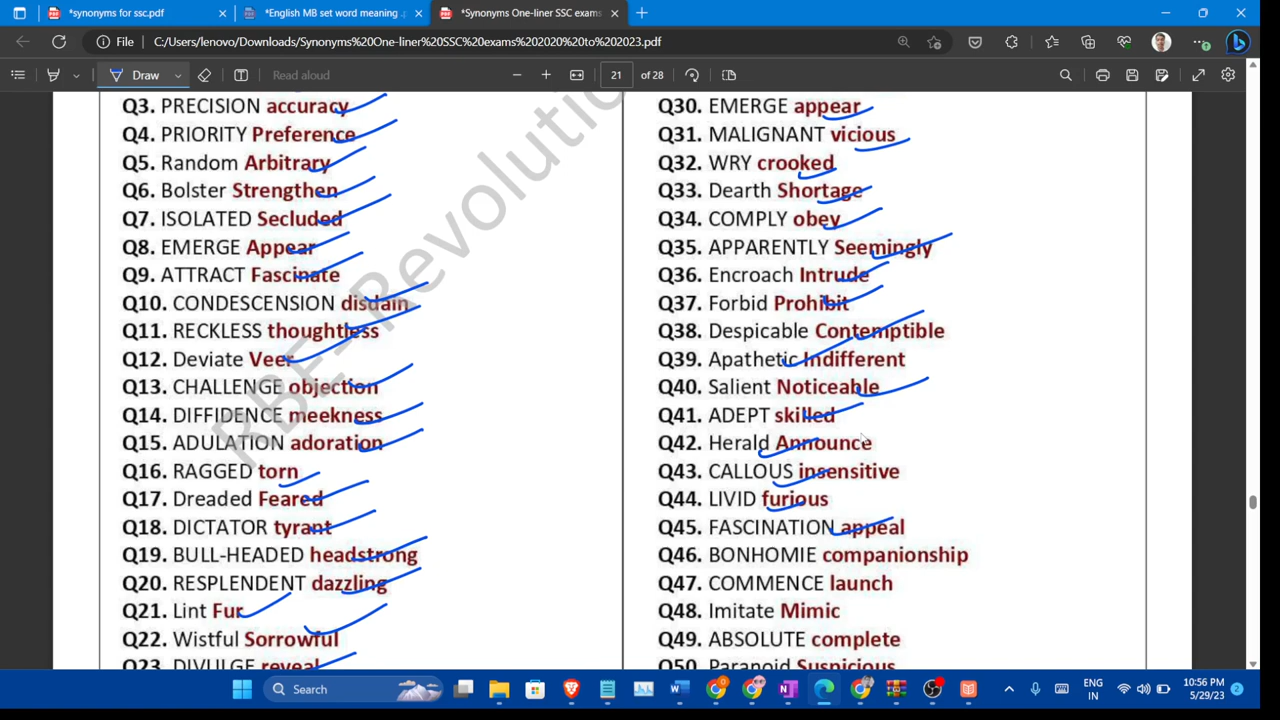 *synonyms for ssc.pdf
*English MB set word meaning .p
*Synonyms One-liner SSC exams
File C:/Users/lenovo/Downloads/Synonyms%20One-liner%20SSC%20exams%202020%20to%202023.pdf
Draw
Read aloud
21 of 28
Q3. PRECISION accuracy
Q4. PRIORITY Preference
Q5. Random Arbitrary
Q6. Bolster Strengthen
Q7. ISOLATED Secluded
Q8. EMERGE Appear
Q9. ATTRACT Fascinate
Q10. CONDESCENSION disdain
Q11. RECKLESS thoughtless
Q12. Deviate Veer
Q13. CHALLENGE objection
Q14. DIFFIDENCE meekness
Q15. ADULATION adoration
Q16. RAGGED torn
Q17. Dreaded Feared
Q18. DICTATOR tyrant
Q19. BULL-HEADED headstrong
Q20. RESPLENDENT dazzling
Q21. Lint Fur
Q22. Wistful Sorrowful
Q23. DIVULGE reveal
Q30. EMERGE appear
Q31. MALIGNANT vicious
Q32. WRY crooked
Q33. Dearth Shortage
Q34. COMPLY obey
Q35. APPARENTLY Seemingly
Q36. Encroach Intrude
Q37. Forbid Prohibit
Q38. Despicable Contemptible
Q39. Apathetic Indifferent
Q40. Salient Noticeable
Q41. ADEPT skilled
Q42. Herald Announce
Q43. CALLOUS insensitive
Q44. LIVID furious
Q45. FASCINATION appeal
Q46. BONHOMIE companionship
Q47. COMMENCE launch
Q48. Imitate Mimic
Q49. ABSOLUTE complete
Q50. Paranoid Suspicious
RBE-Revolutio
Search
ENG
IN
10:56 PM
5/29/23